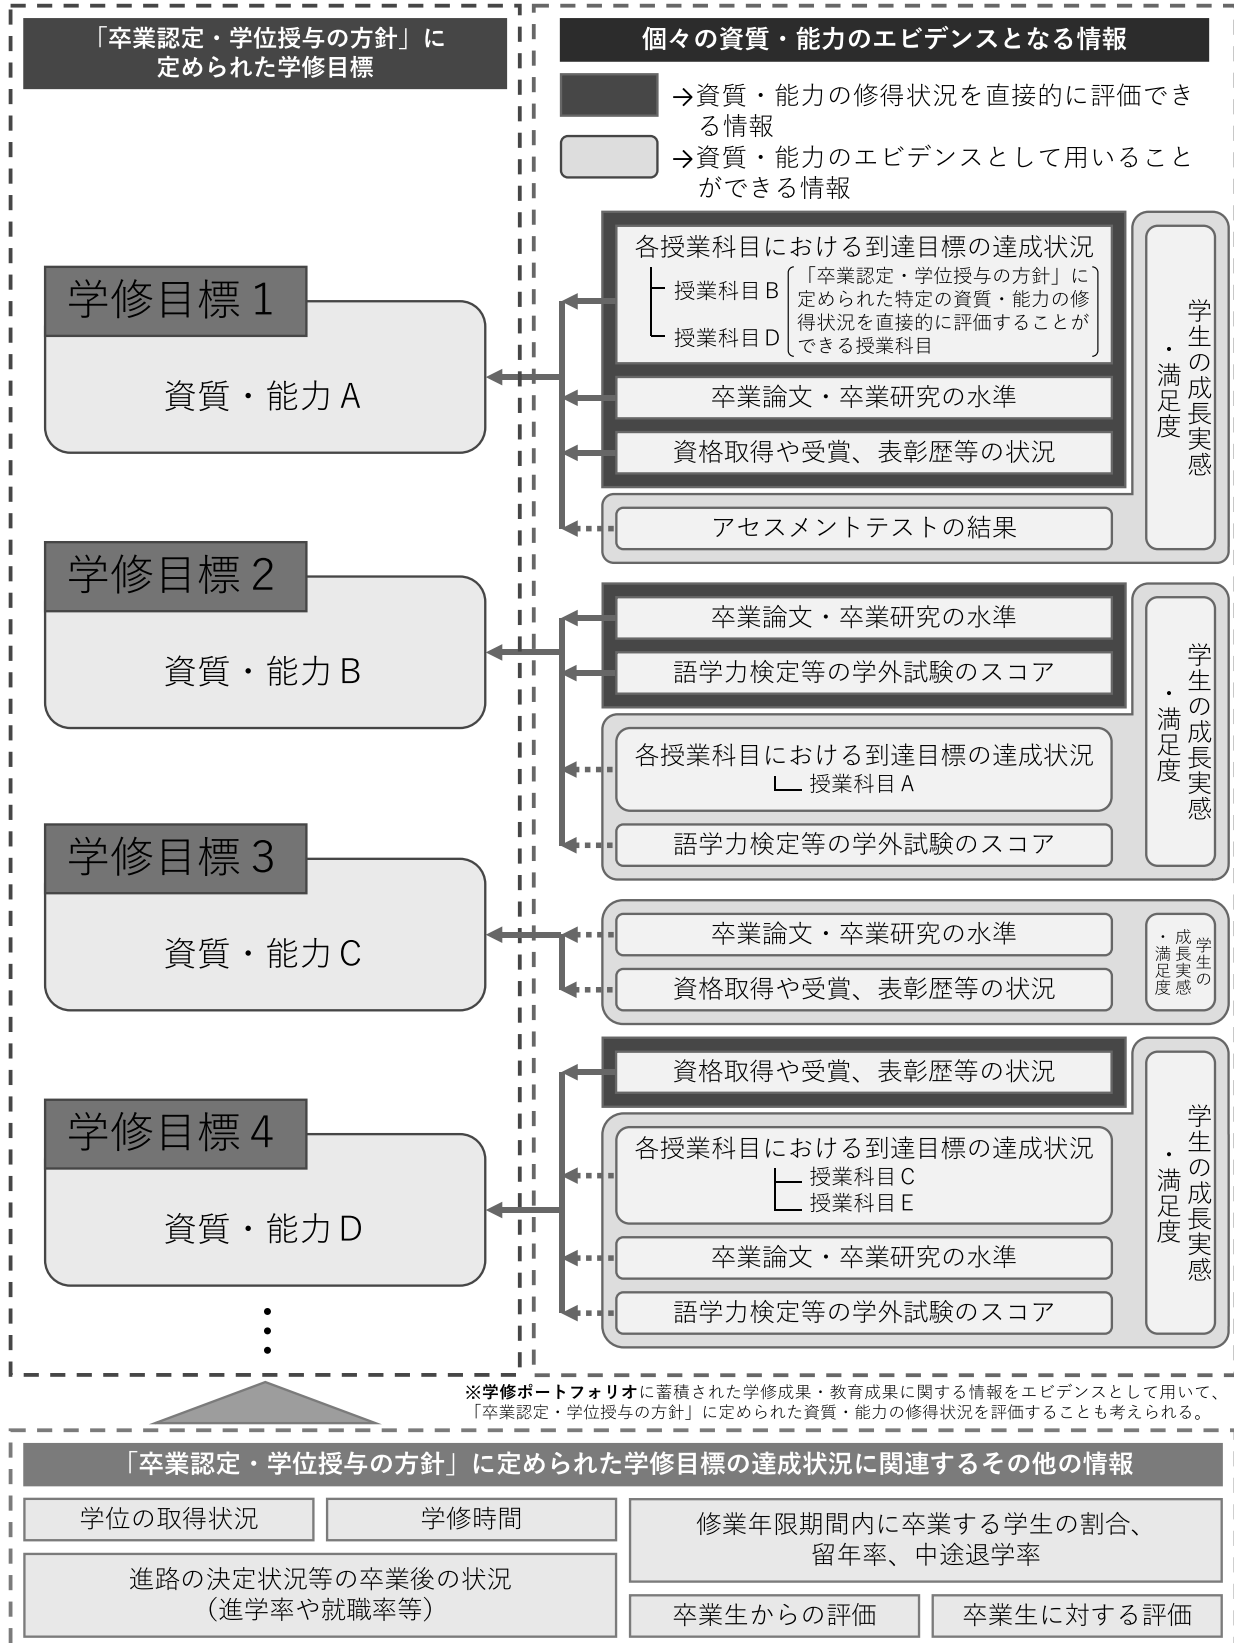 「卒業認定・学位授与の方針」に
定められた学修目標
学修目標1
資質・能力A
学修目標2
資質・能力B
学修目標3
資質・能力C
学修目標4
資質・能力D
個々の資質・能力のエビデンスとなる情報
→資質・能力の修得状況を直接的に評価でき
る情報
→資質・能力のエビデンスとして用いること
ができる情報
各授業科目における到達目標の達成状況
授業科目B
授業科目D
「卒業認定・学位授与の方針」に
定められた特定の資質・能力の修
得状況を直接的に評価することが
できる授業科目
卒業論文・卒業研究の水準
資格取得や受賞、表彰歴等の状況
アセスメントテストの結果
学生の成長実感
・満足度
卒業論文・卒業研究の水準
語学力検定等の学外試験のスコア
各授業科目における到達目標の達成状況
授業科目A
語学力検定等の学外試験のスコア
学生の成長実感
・満足度
卒業論文・卒業研究の水準
資格取得や受賞、表彰歴等の状況
学生の
成長実感
・満足度
資格取得や受賞、表彰歴等の状況
各授業科目における到達目標の達成状況
授業科目C
授業科目E
卒業論文・卒業研究の水準
語学力検定等の学外試験のスコア
学生の成長実感
・満足度
※学修ポートフォリオに蓄積された学修成果・教育成果に関する情報をエビデンスとして用いて、
「卒業認定・学位授与の方針」に定められた資質・能力の修得状況を評価することも考えられる。
「卒業認定・学位授与の方針」に定められた学修目標の達成状況に関連するその他の情報
学位の取得状況
学修時間
修業年限期間内に卒業する学生の割合、
留年率、中途退学率
進路の決定状況等の卒業後の状況
（進学率や就職率等）
卒業生からの評価
卒業生に対する評価